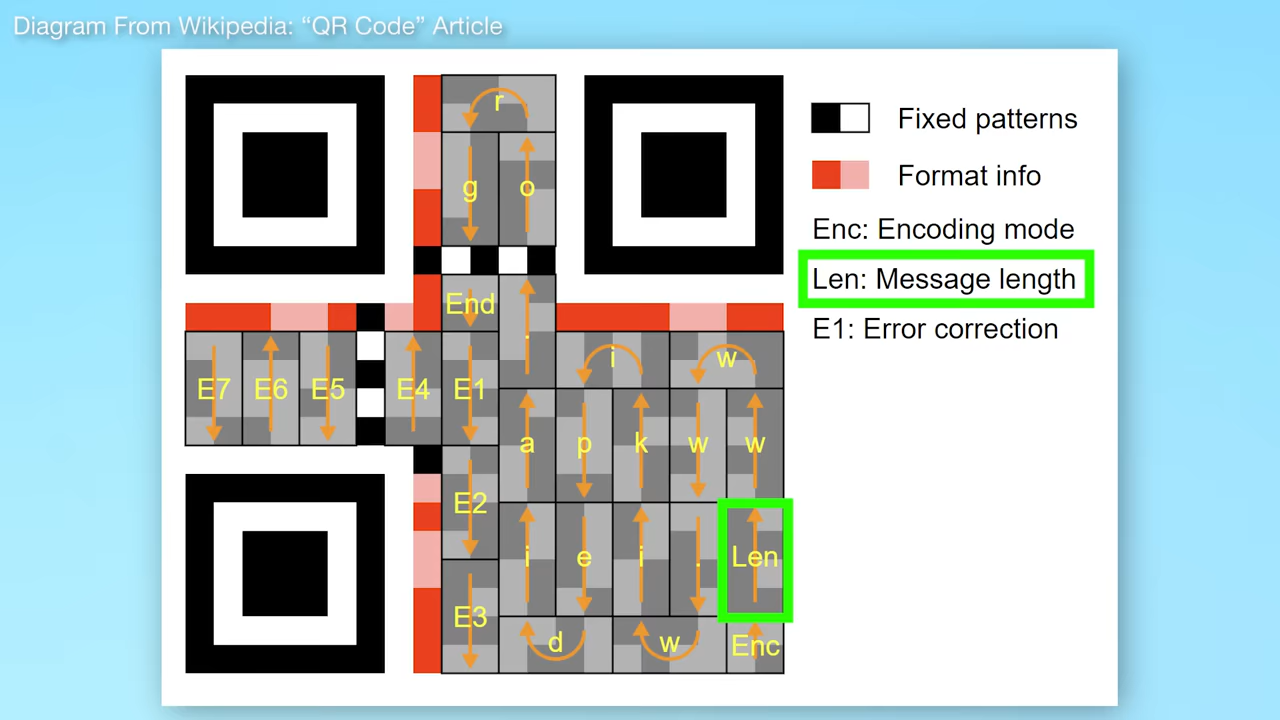 Diagram From Wikipedia: “QR Code” Article
r
g o
End .
i w
E7 E6 E5 E4 E1
a p k w w
E2
i e i . Len
E3
d w Enc
Fixed patterns
Format info
Enc: Encoding mode
Len: Message length
E1: Error correction